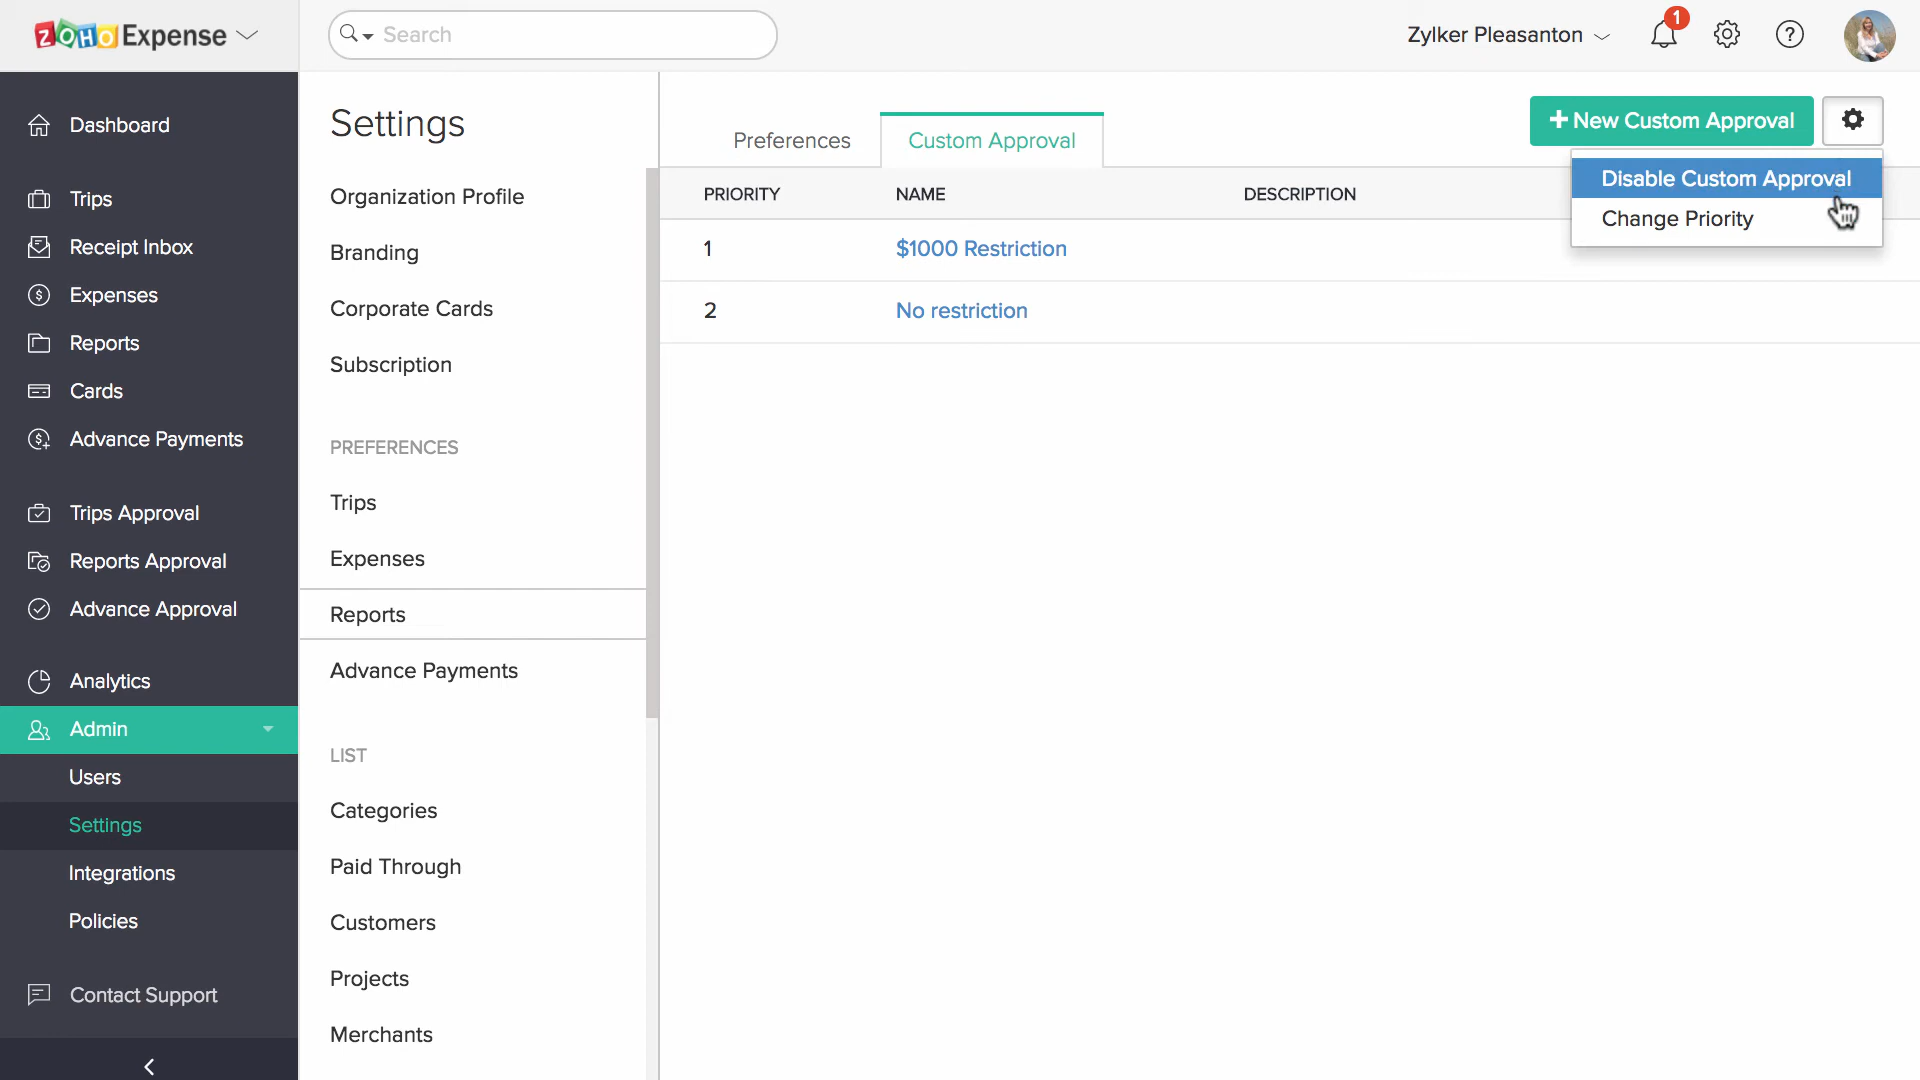 ZOHO Expense
Search
Zylker Pleasanton
1
Dashboard
Trips
Receipt Inbox
Expenses
Reports
Cards
Advance Payments
Trips Approval
Reports Approval
Advance Approval
Analytics
Admin
Users
Settings
Integrations
Policies
Contact Support
Settings
Organization Profile
Branding
Corporate Cards
Subscription
PREFERENCES
Trips
Expenses
Reports
Advance Payments
LIST
Categories
Paid Through
Customers
Projects
Merchants
Preferences
Custom Approval
+ New Custom Approval
Disable Custom Approval
Change Priority
PRIORITY NAME DESCRIPTION
1 $1000 Restriction
2 No restriction